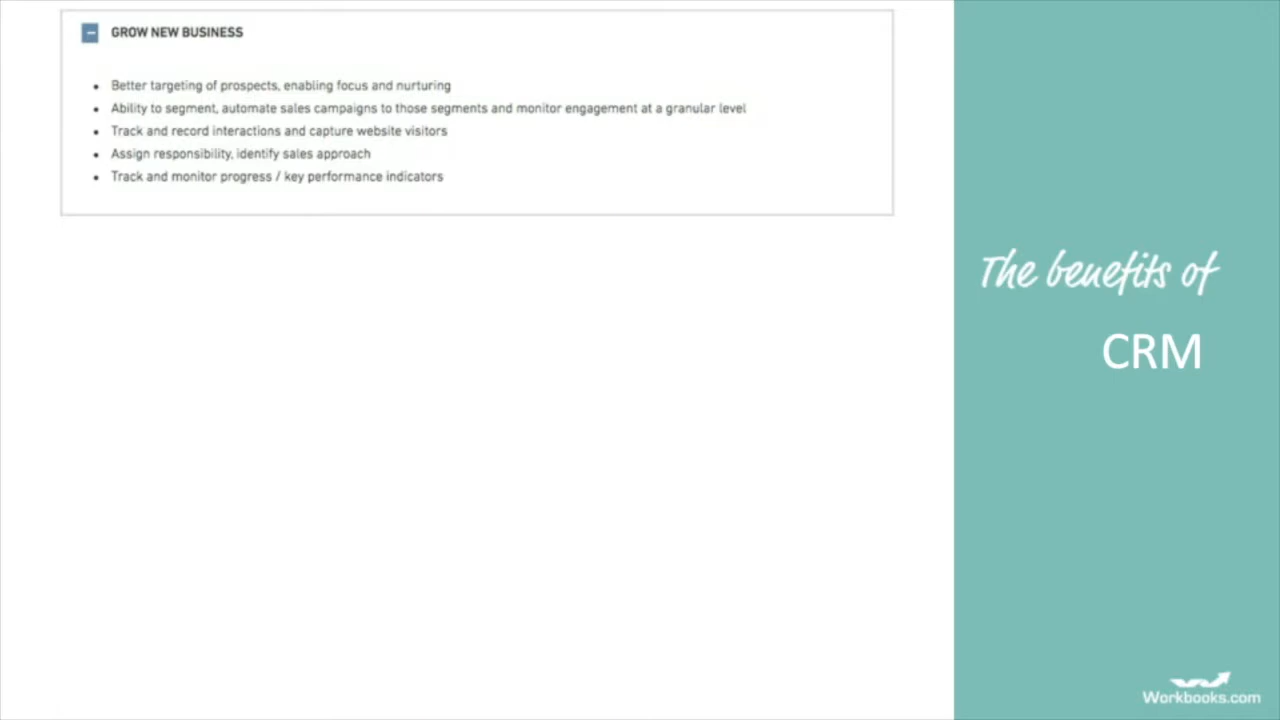 GROW NEW BUSINESS
• Better targeting of prospects, enabling focus and nurturing
• Ability to segment, automate sales campaigns to those segments and monitor engagement at a granular level
• Track and record interactions and capture website visitors
• Assign responsibility, identify sales approach
• Track and monitor progress / key performance indicators
The benefits of
CRM
Workbooks.com